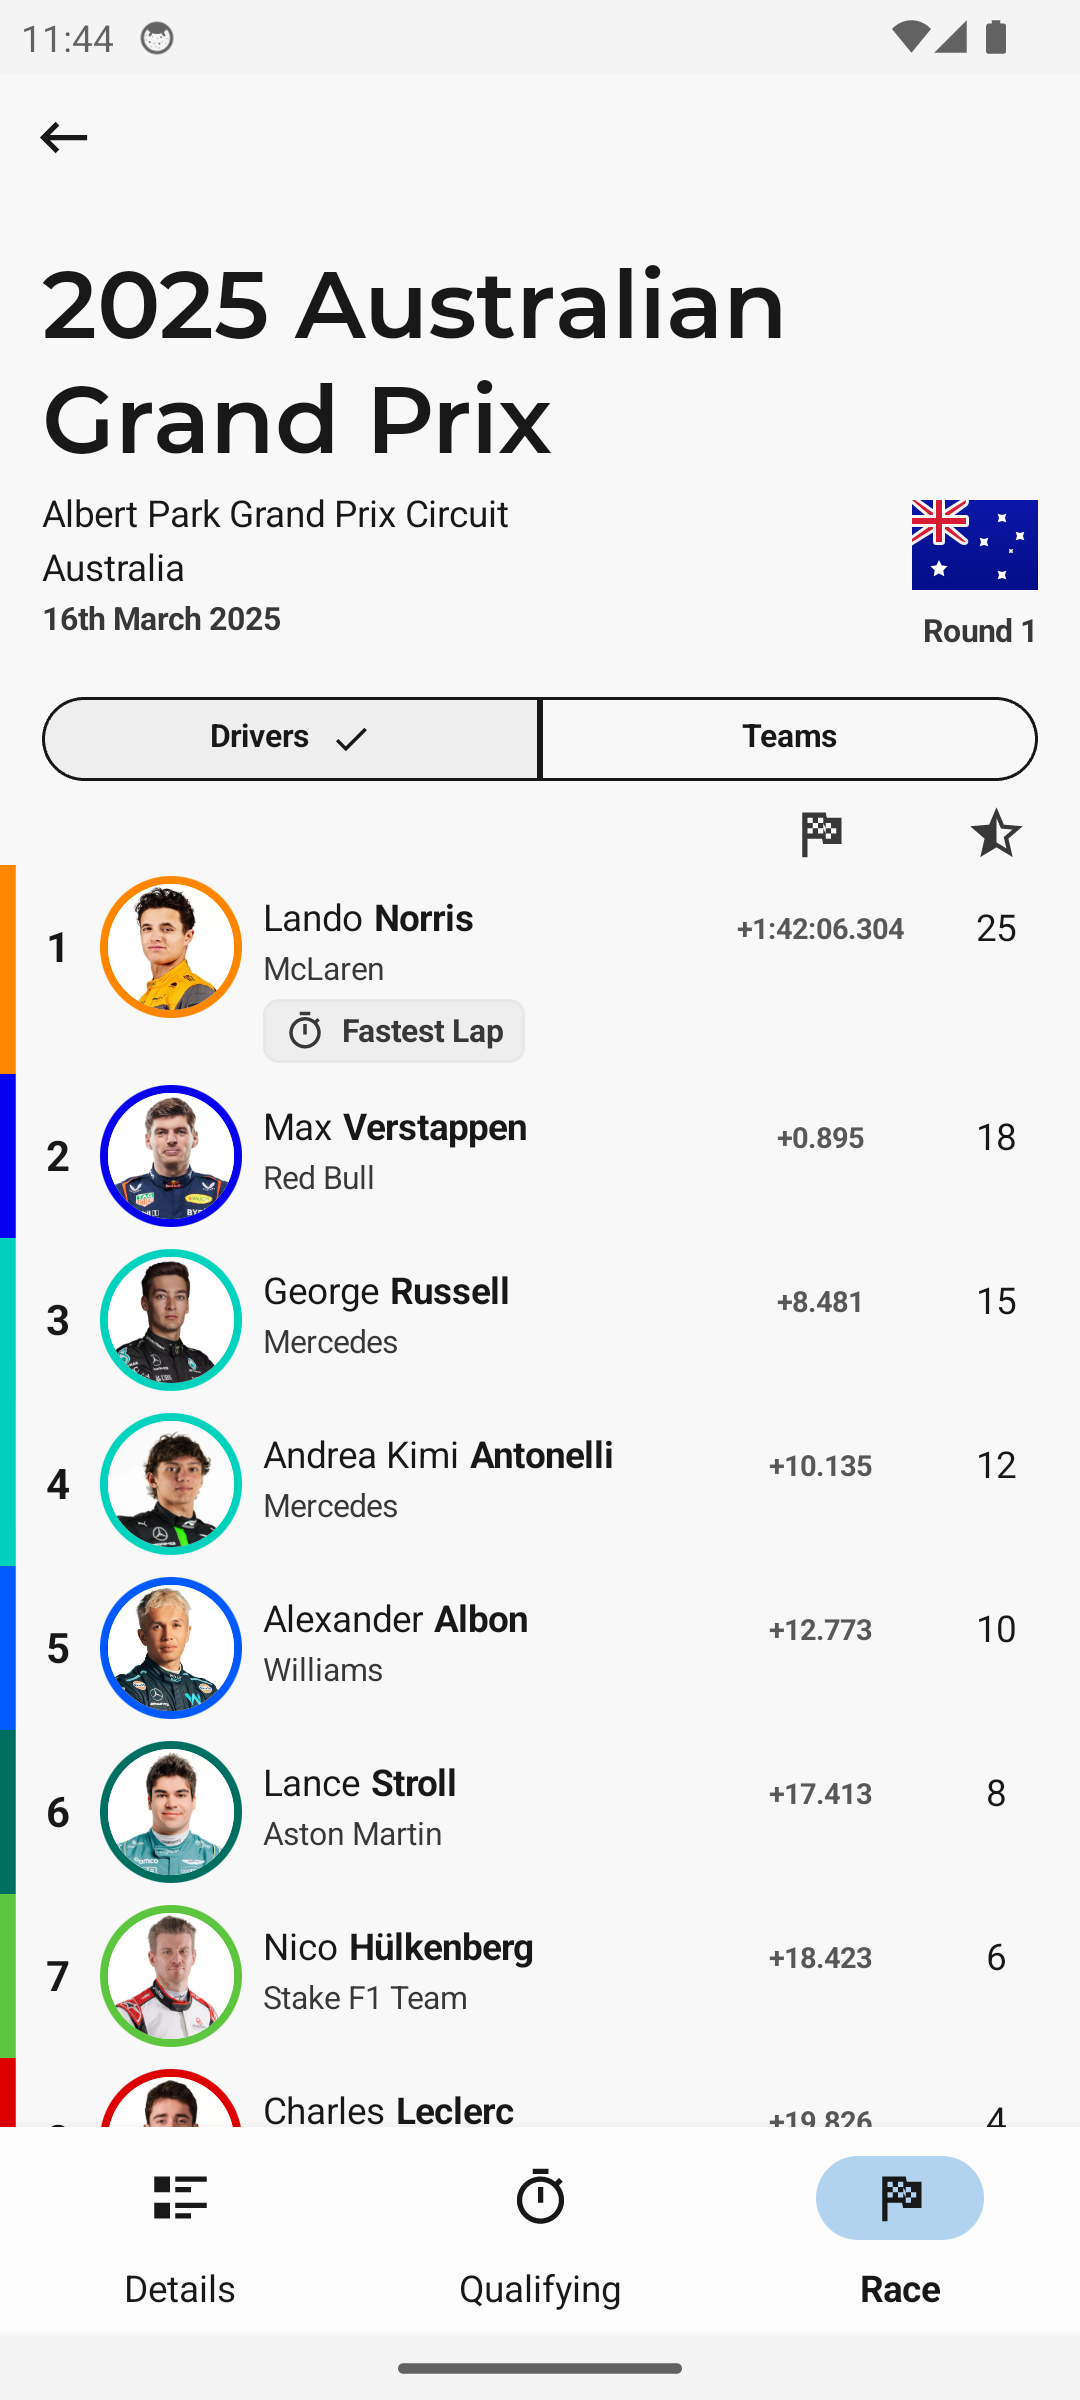 11:44
2025 Australian
Grand Prix
Albert Park Grand Prix Circuit
Australia
16th March 2025
Round 1
Drivers
Teams
1
Lando Norris
+1:42:06.304
25
McLaren
Fastest Lap
2
Max Verstappen
+0.895
18
Red Bull
3
George Russell
+8.481
15
Mercedes
4
Andrea Kimi Antonelli
+10.135
12
Mercedes
5
Alexander Albon
+12.773
10
Williams
6
Lance Stroll
+17.413
8
Aston Martin
7
Nico Hülkenberg
+18.423
6
Stake F1 Team
Charles Leclerc
+19.826
4
Details
Qualifying
Race